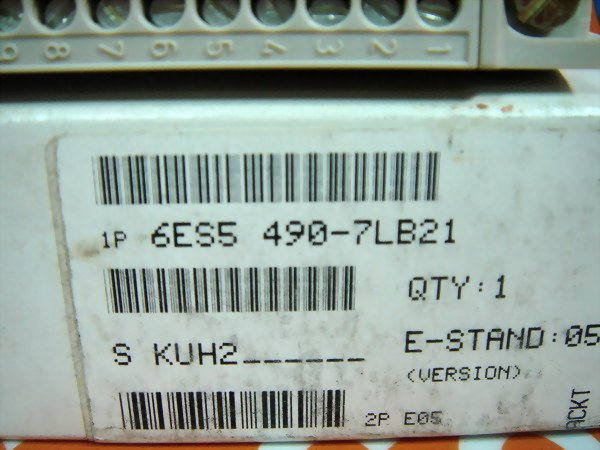 9 8 7 6 5 4 3 2 1
1P 6ES5 490-7LB21
QTY:1
S KUH2______
E-STAND:05
(VERSION)
2P E05
ACKT